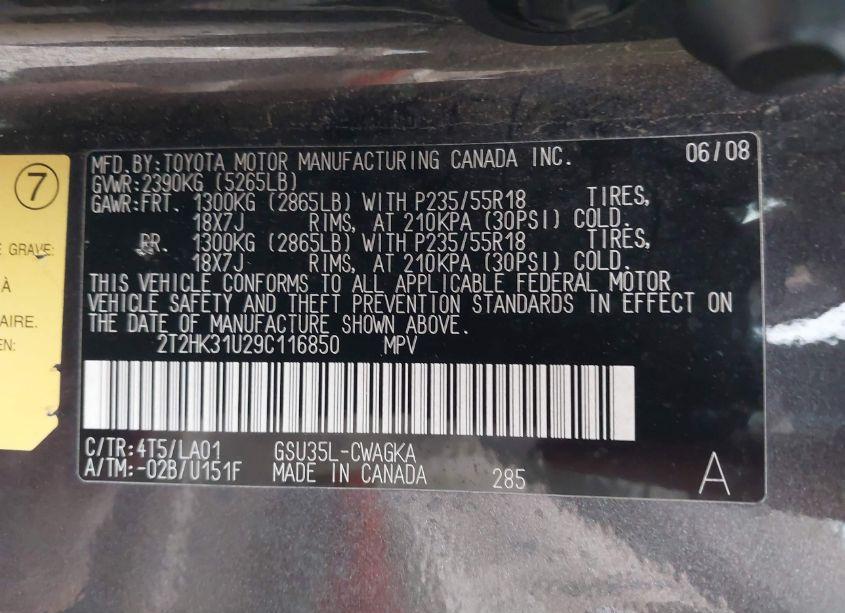 7
E GRAVE:
À
AIRE.
EN:
MFD. BY: TOYOTA MOTOR MANUFACTURING CANADA INC. 06/08
GVWR: 2390KG (5265LB)
GAWR: FRT. 1300KG (2865LB) WITH P235/55R18 TIRES,
18X7J RIMS, AT 210KPA (30PSI) COLD.
RR. 1300KG (2865LB) WITH P235/55R18 TIRES,
18X7J RIMS, AT 210KPA (30PSI) COLD.
THIS VEHICLE CONFORMS TO ALL APPLICABLE FEDERAL MOTOR
VEHICLE SAFETY AND THEFT PREVENTION STANDARDS IN EFFECT ON
THE DATE OF MANUFACTURE SHOWN ABOVE.
2T2HK31U29C116850 MPV
C/TR: 4T5/LA01 GSU35L-CWAGKA
A/TM: -02B/U151F MADE IN CANADA 285 A